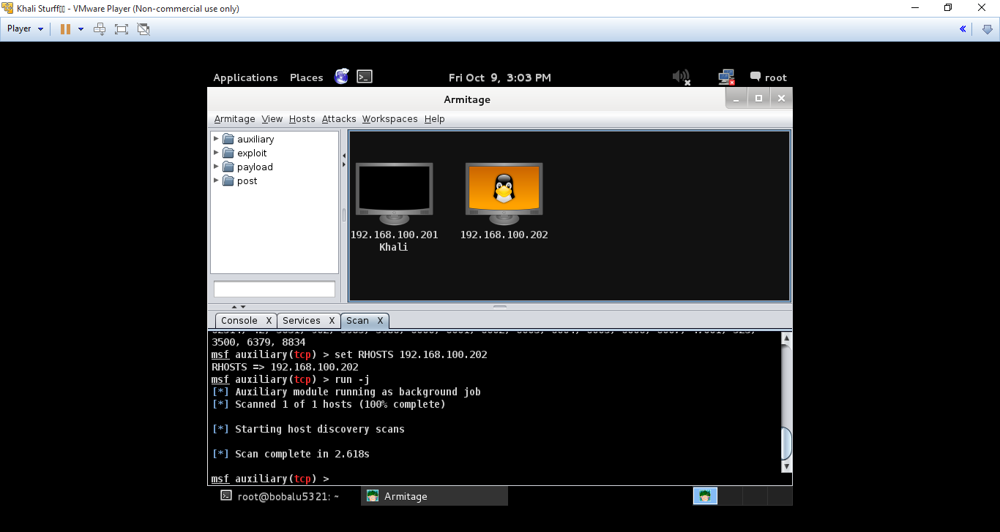 Khali Sturff - VMware Player (Non-commercial use only)
Player
Applications Places Fri Oct 9, 3:03 PM root
Armitage
Armitage View Hosts Attacks Workspaces Help
auxiliary
exploit
payload
post
192.168.100.201
Khali
192.168.100.202
Console X Services X Scan X
3500, 6379, 8834
msf auxiliary(tcp) > set RHOSTS 192.168.100.202
RHOSTS => 192.168.100.202
msf auxiliary(tcp) > run -j
[*] Auxiliary module running as background job
[*] Scanned 1 of 1 hosts (100% complete)
[*] Starting host discovery scans
[*] Scan complete in 2.618s
msf auxiliary(tcp) >
root@bobalu5321: ~ Armitage